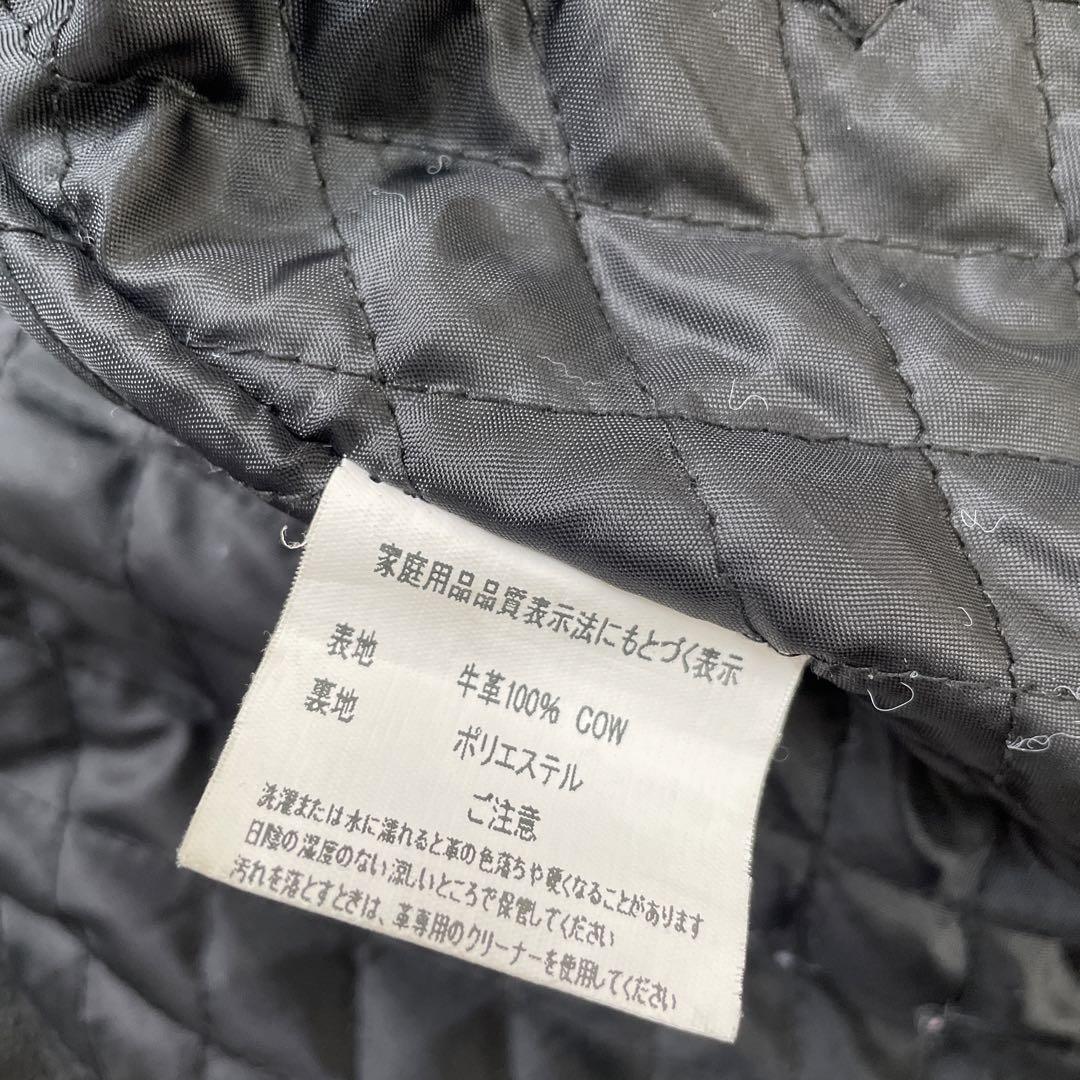 家庭用品品質表示法にもとづく表示
表地 牛革100% COW
裏地 ポリエステル
ご注意
洗濯または水に濡れると革の色落ちや硬くなることがあります
日陰の湿度のない涼しいところで保管してください
汚れを落とすときは、革専用のクリーナーを使用してください